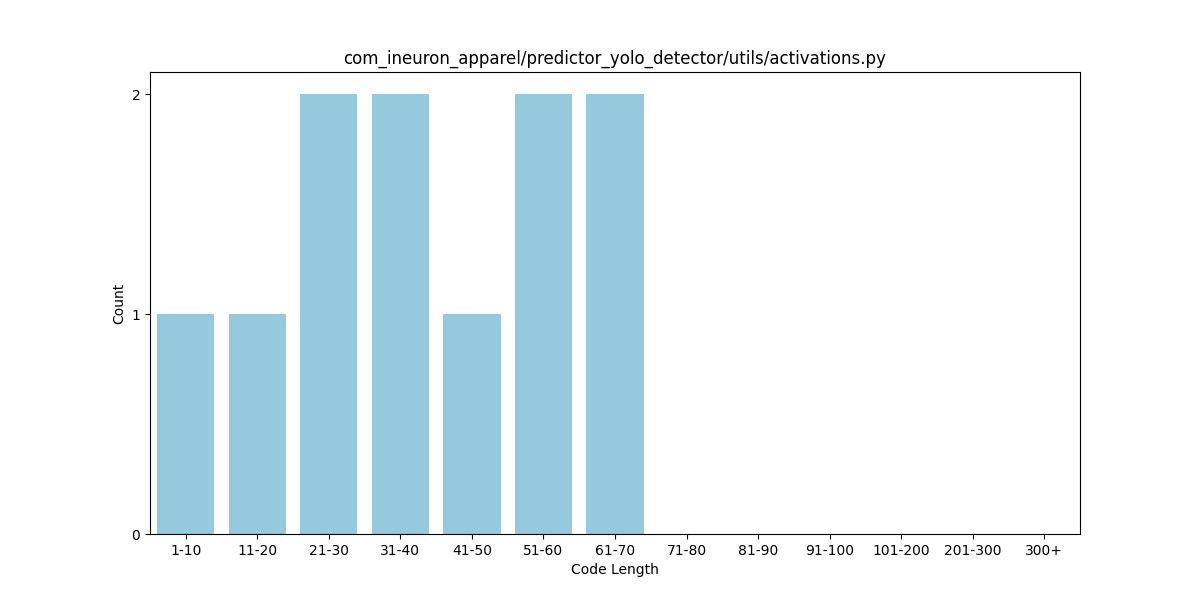 com_ineuron_apparel/predictor_yolo_detector/utils/activations.py
Count
2
1
0
1-10 11-20 21-30 31-40 41-50 51-60 61-70 71-80 81-90 91-100 101-200 201-300 300+
Code Length